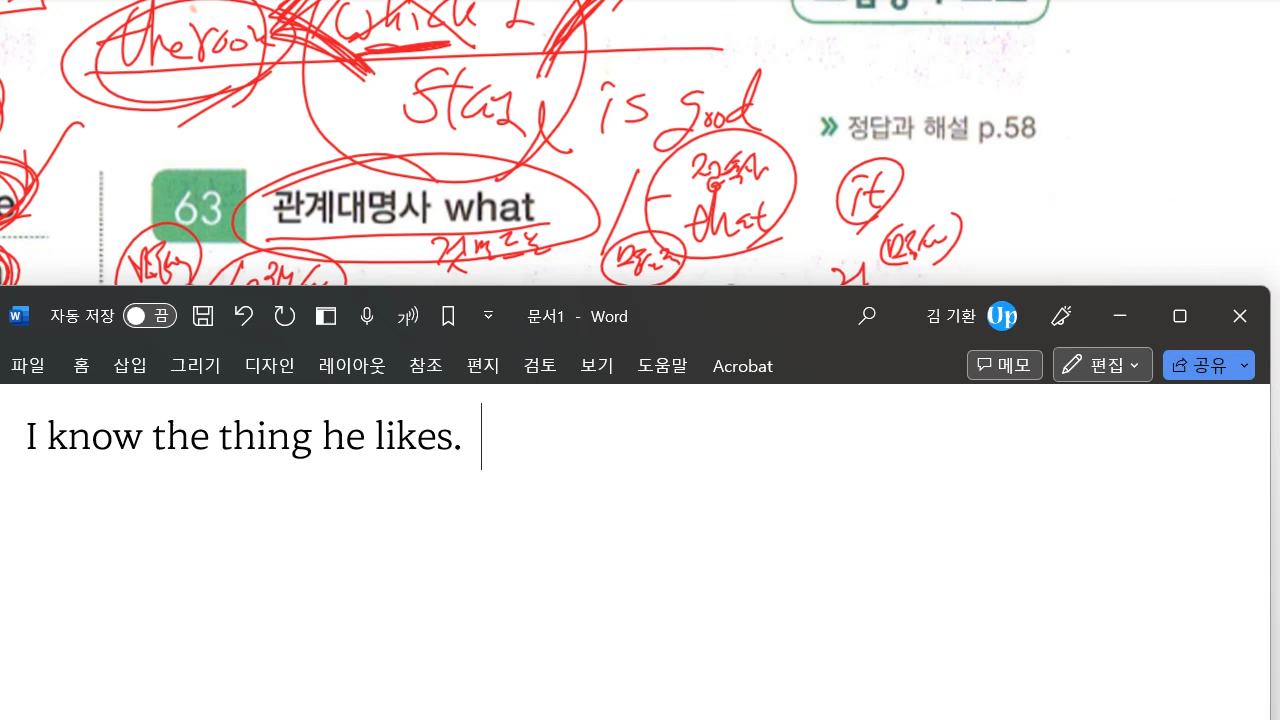 the room which I
stay is good
정답과 해설 p.58
63 관계대명사 what
접속사
that
it
e
자동 저장 끔 가)) 문서1 - Word 김 기환 Up
파일 홈 삽입 그리기 디자인 레이아웃 참조 편지 검토 보기 도움말 Acrobat 메모 편집 공유
I know the thing he likes.